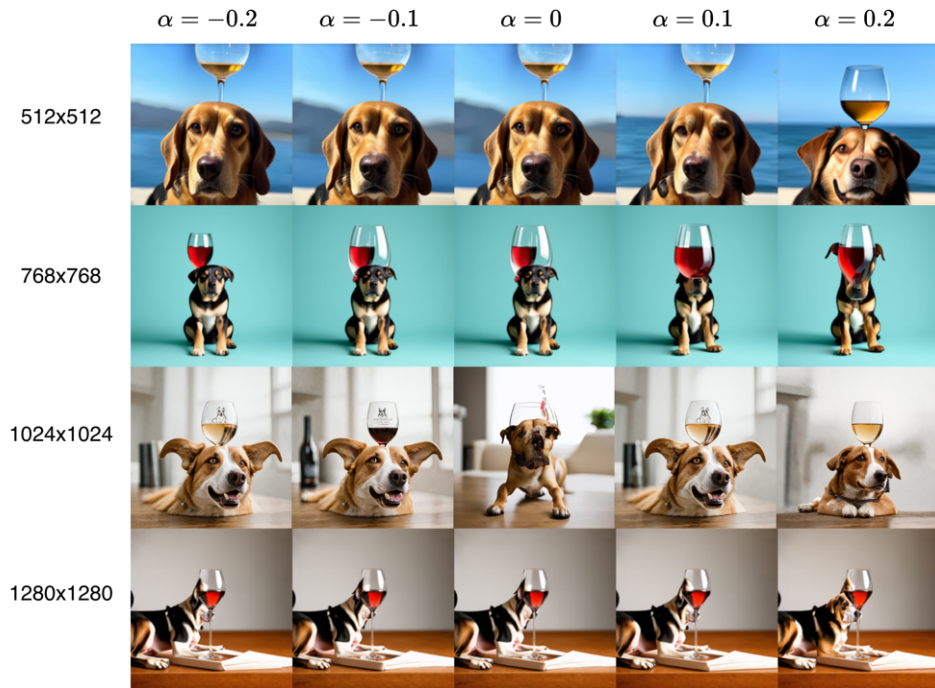 α = −0.2 α = −0.1 α = 0 α = 0.1 α = 0.2
512x512
768x768
1024x1024
1280x1280